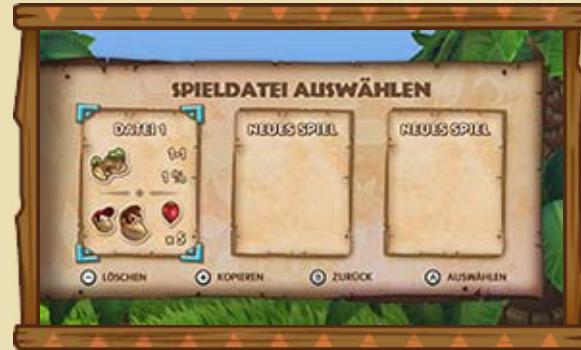 SPIELDATEI AUSWÄHLEN
DATEI 1
1-1
1 %
x 5
NEUES SPIEL
NEUES SPIEL
LÖSCHEN
KOPIEREN
ZURÜCK
AUSWÄHLEN